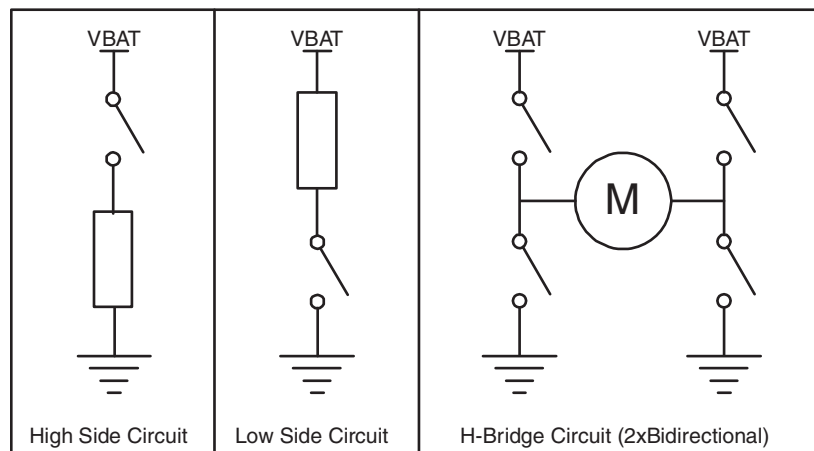 VBAT
VBAT
VBAT
VBAT
M
High Side Circuit
Low Side Circuit
H-Bridge Circuit (2xBidirectional)